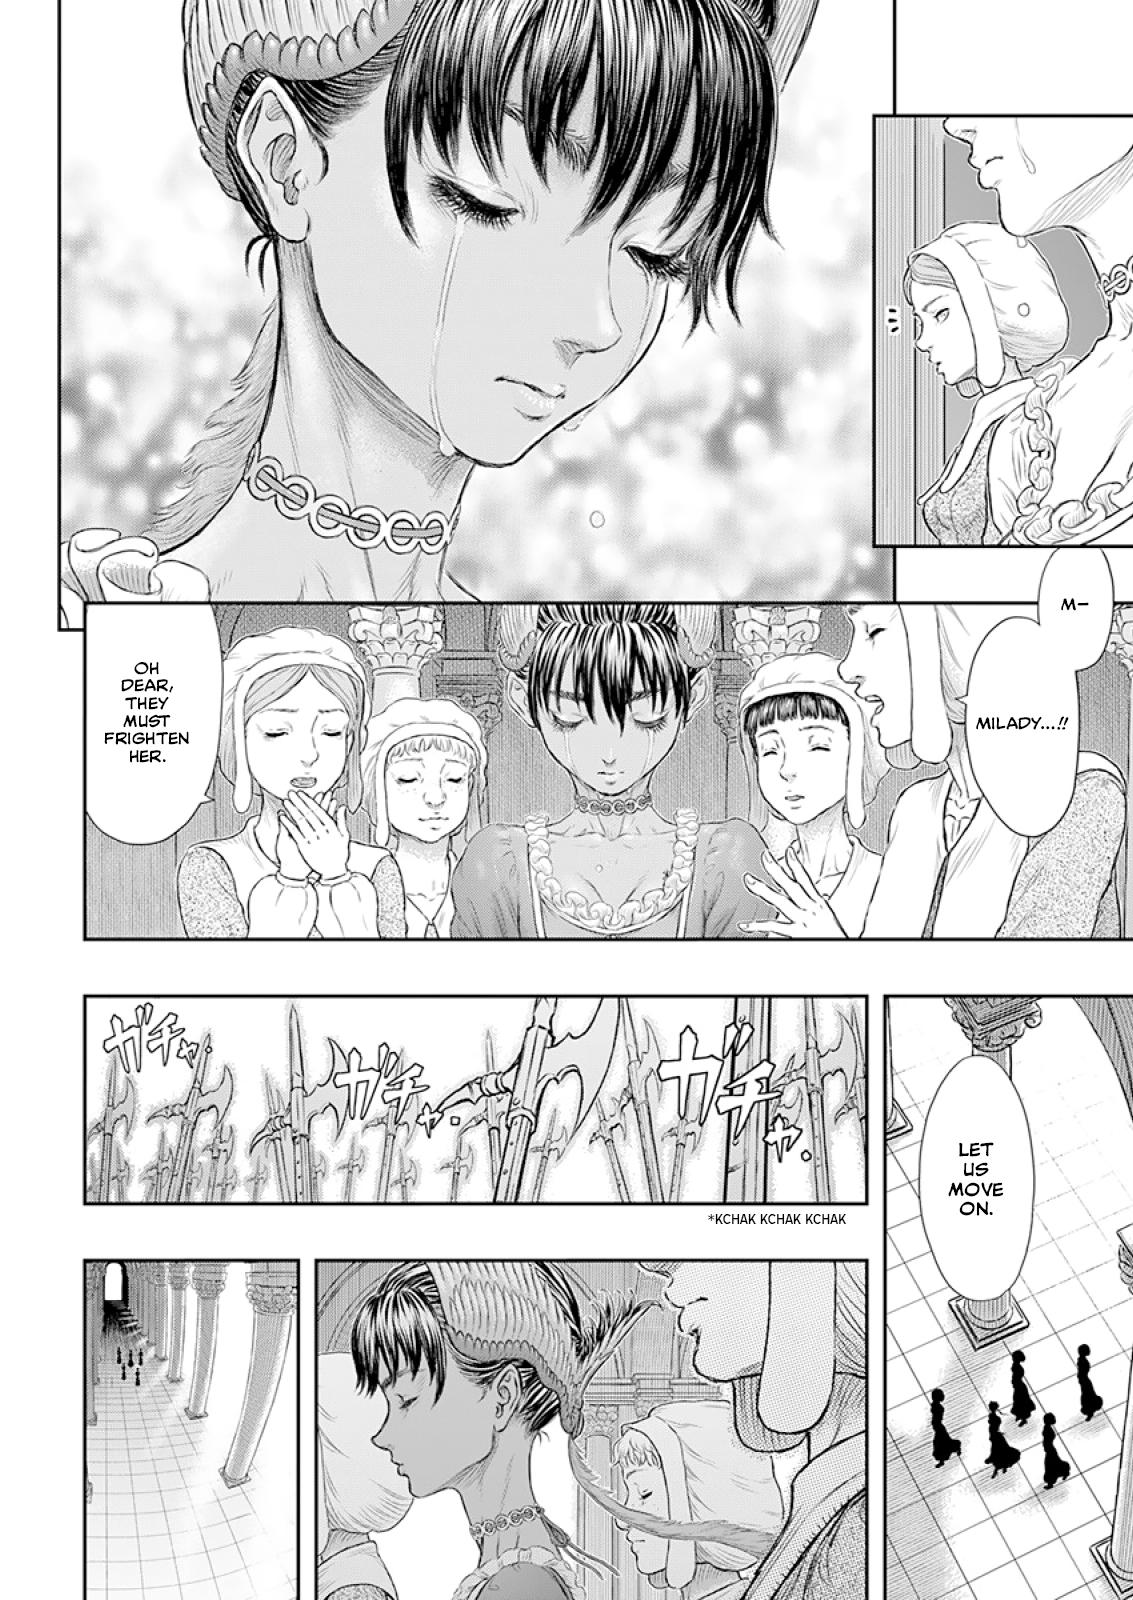 M-
MILADY...!!
OH
DEAR,
THEY
MUST
FRIGHTEN
HER.
LET
US
MOVE
ON.
ガチャ.
ガチャ.
ガチャ.
*KCHAK KCHAK KCHAK